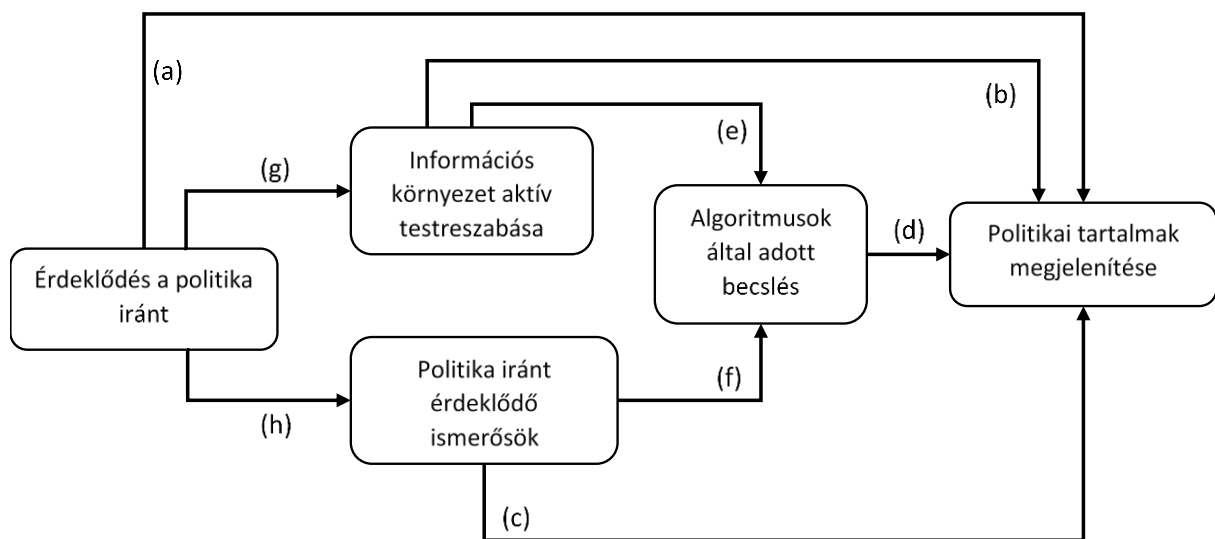 (a)
(b)
(e)
Információs
környezet aktív
testreszabása
(g)
Algoritmusok
által adott
becslés
(d)
Politikai tartalmak
megjelenítése
Érdeklődés a politika
iránt
Politika iránt
érdeklődő
ismerősök
(f)
(h)
(c)